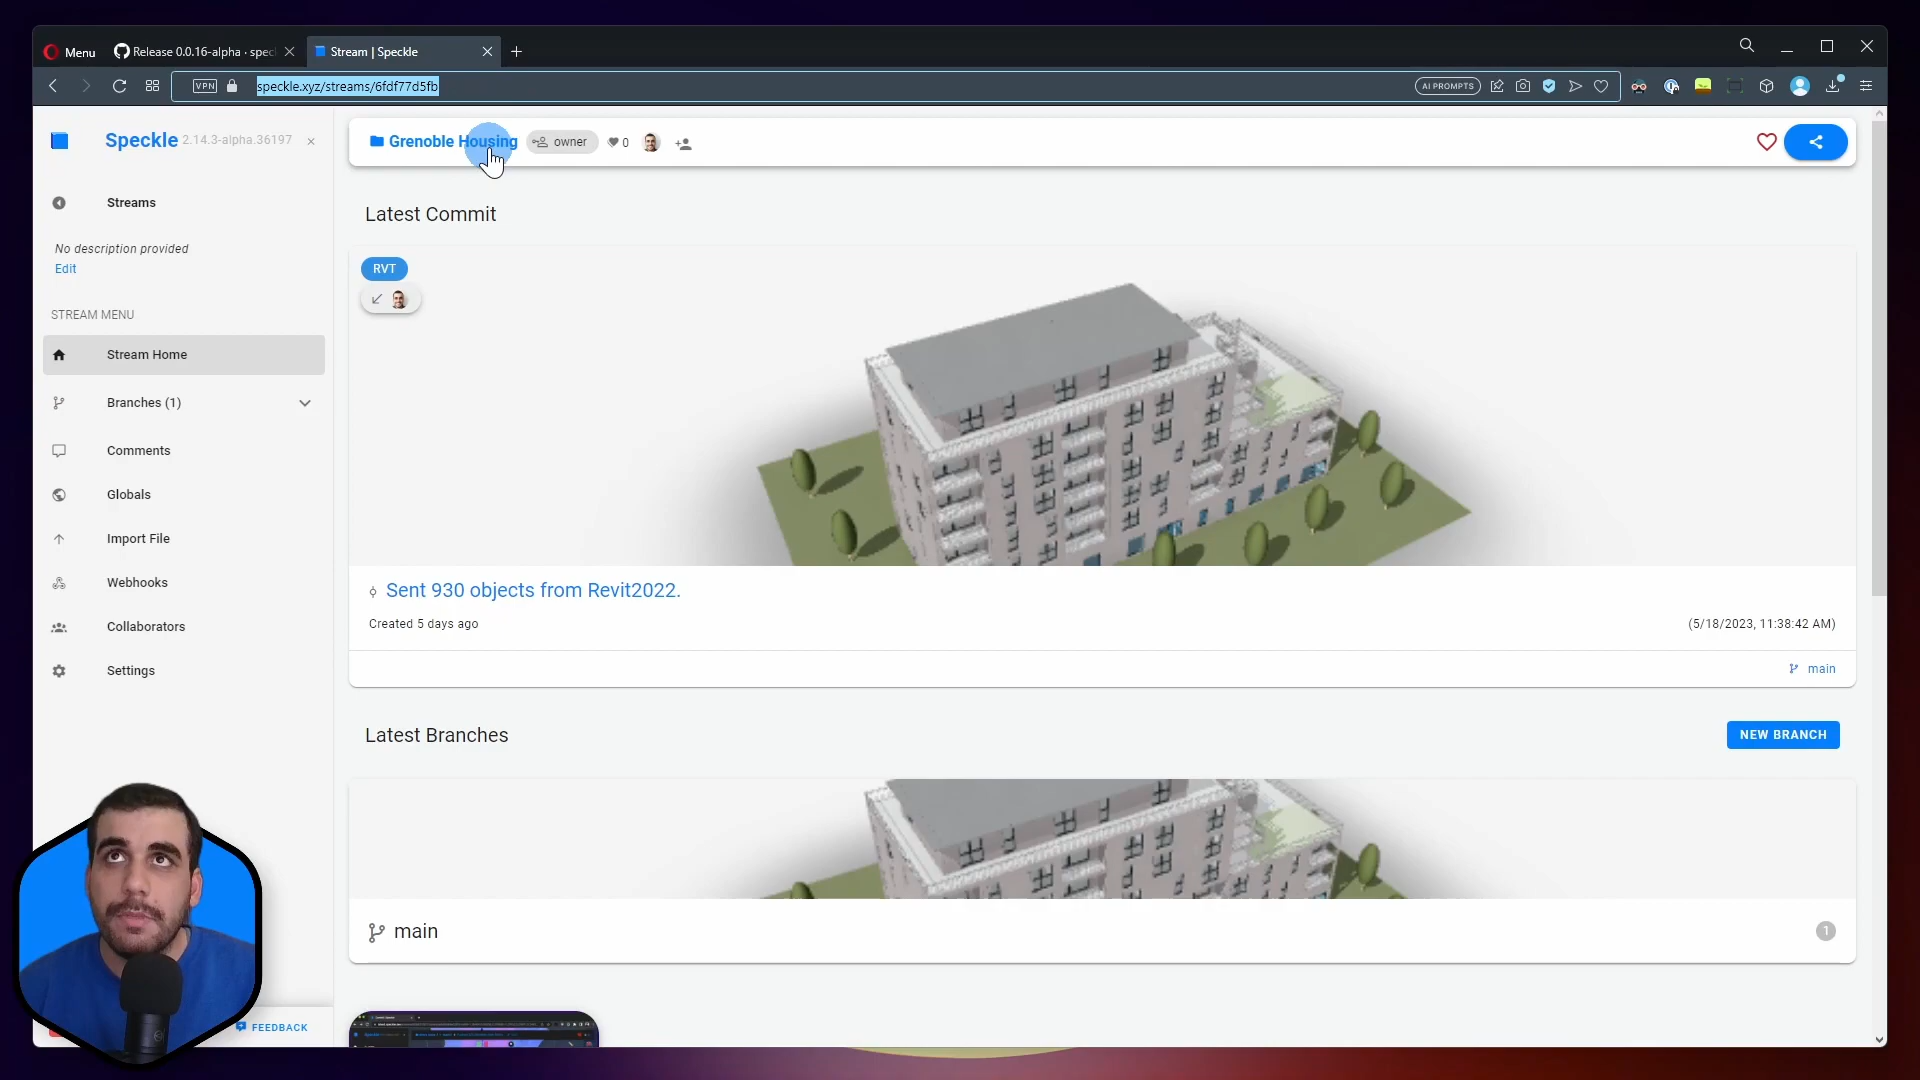 Menu
Release 0.0.16-alpha · spec
Stream | Speckle
VPN
speckle.xyz/streams/6fdf77d5fb
AI PROMPTS
Speckle 2.14.3-alpha.36197
Grenoble Housing
owner
0
Streams
No description provided
Edit
STREAM MENU
Stream Home
Branches (1)
Comments
Globals
Import File
Webhooks
Collaborators
Settings
FEEDBACK
Latest Commit
RVT
Sent 930 objects from Revit2022.
Created 5 days ago
(5/18/2023, 11:38:42 AM)
main
Latest Branches
NEW BRANCH
main
1